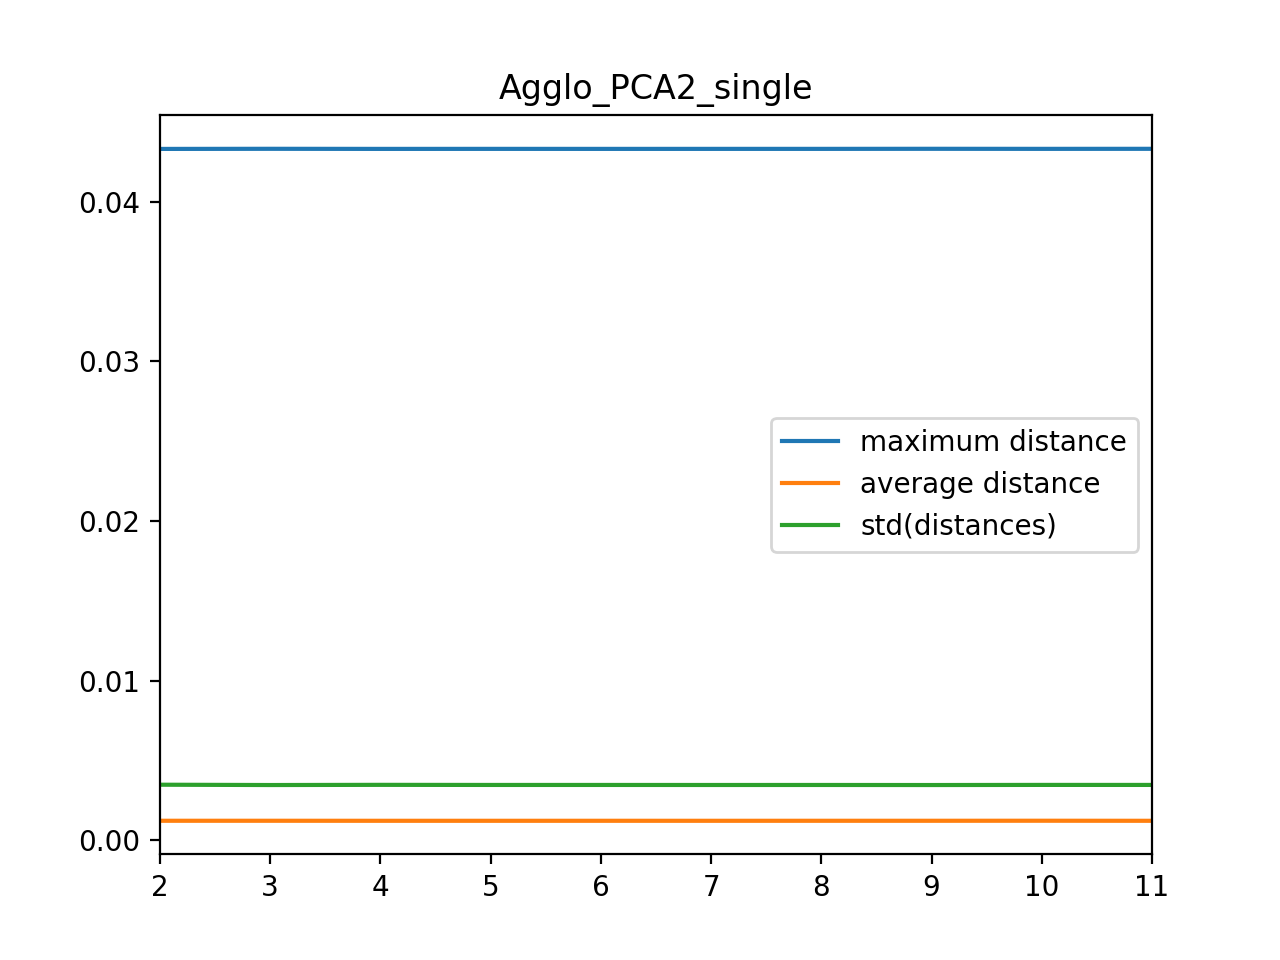 Agglo_PCA2_single
0.04
0.03
0.02
0.01
0.00
maximum distance
average distance
std(distances)
2 3 4 5 6 7 8 9 10 11